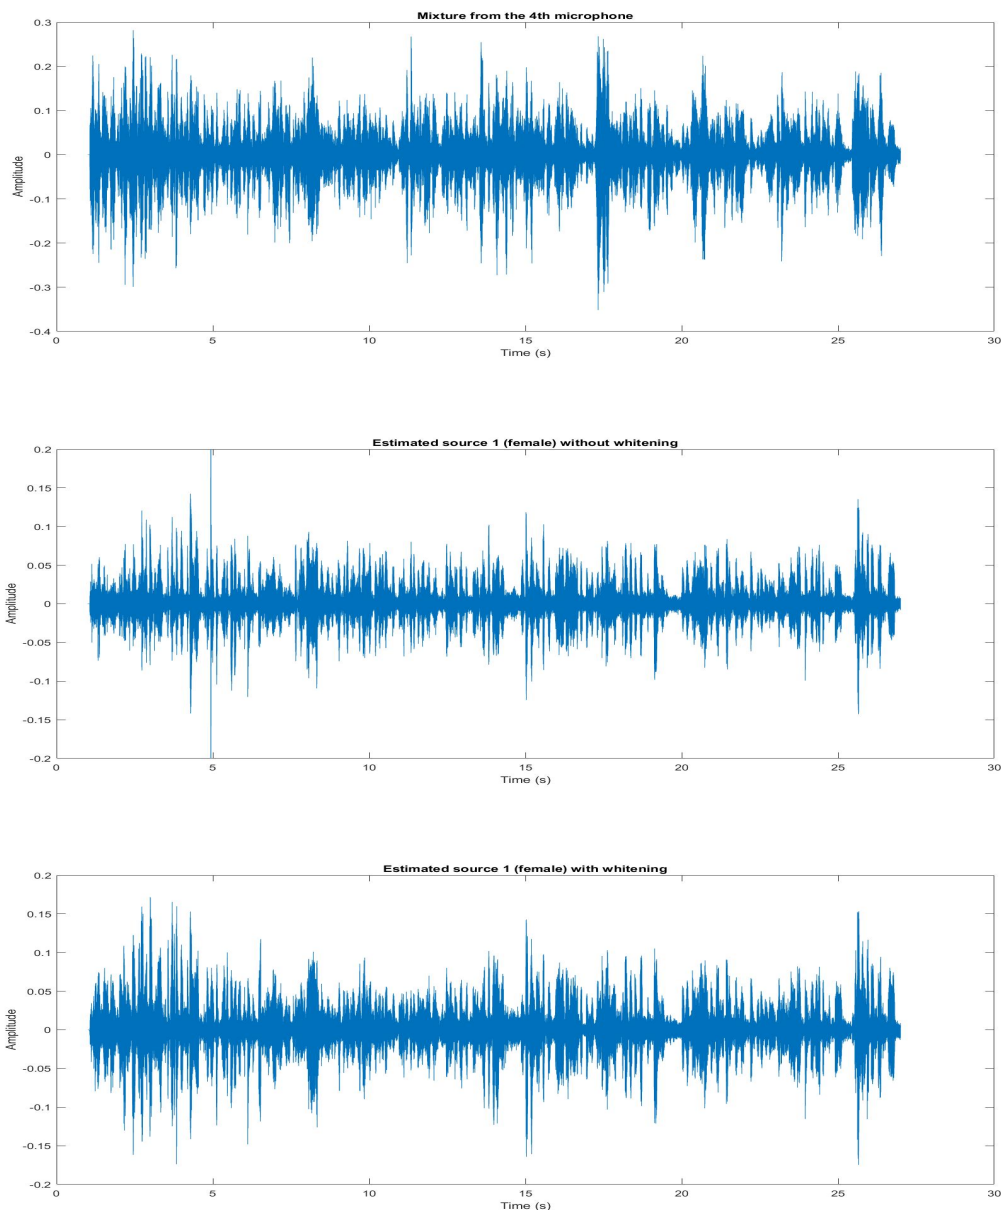 Mixture from the 4th microphone
0.3
0.2
0.1
0
-0.1
-0.2
-0.3
-0.4
Amplitude
0 5 10 15 20 25 30
Time (s)
Estimated source 1 (female) without whitening
0.2
0.15
0.1
0.05
0
-0.05
-0.1
-0.15
-0.2
Amplitude
0 5 10 15 20 25 30
Time (s)
Estimated source 1 (female) with whitening
0.2
0.15
0.1
0.05
0
-0.05
-0.1
-0.15
-0.2
Amplitude
0 5 10 15 20 25 30
Time (s)